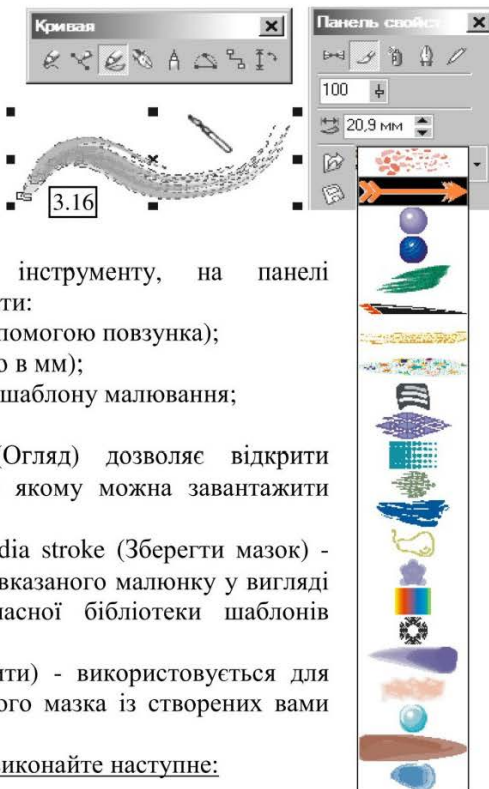 Кривая
Панель свойст
100
20,9 мм
3.16
інструменту, на панелі
ти:
помогою повзунка);
о в мм);
шаблону малювання;
(Огляд) дозволяє відкрити
якому можна завантажити
dia stroke (Зберегти мазок) -
вказаного малюнку у вигляді
ласної бібліотеки шаблонів
ити) - використовується для
ого мазка із створених вами
виконайте наступне: